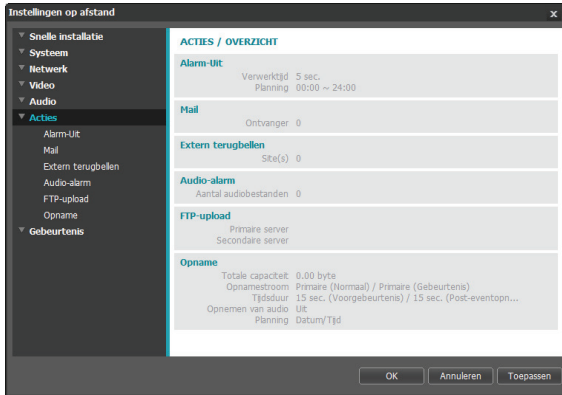 Instellingen op afstand
x
Snelle installatie
Systeem
Netwerk
Video
Audio
Acties
Alarm-Uit
Mail
Extern terugbellen
Audio-alarm
FTP-upload
Opname
Gebeurtenis
ACTIES / OVERZICHT
Alarm-Uit
Verwerktijd 5 sec.
Planning 00:00 ~ 24:00
Mail
Ontvanger 0
Extern terugbellen
Site(s) 0
Audio-alarm
Aantal audiobestanden 0
FTP-upload
Primaire server
Secondaire server
Opname
Totale capaciteit 0.00 byte
Opnamestroom Primaire (Normaal) / Primaire (Gebeurtenis)
Tijdsduur 15 sec. (Voorgebeurtenis) / 15 sec. (Post-eventopn...
Opnemen van audio Uit
Planning Datum/Tijd
OK Annuleren Toepassen